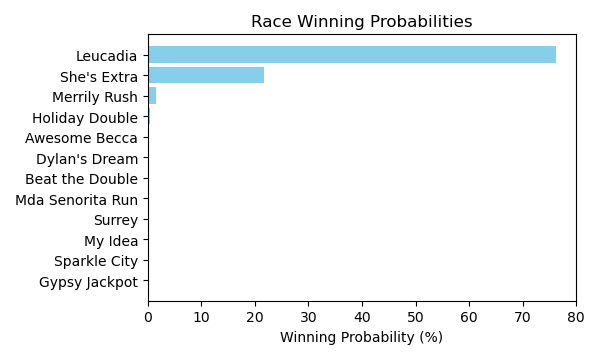 Race Winning Probabilities
Leucadia
She's Extra
Merrily Rush
Holiday Double
Awesome Becca
Dylan's Dream
Beat the Double
Mda Senorita Run
Surrey
My Idea
Sparkle City
Gypsy Jackpot
0 10 20 30 40 50 60 70 80
Winning Probability (%)